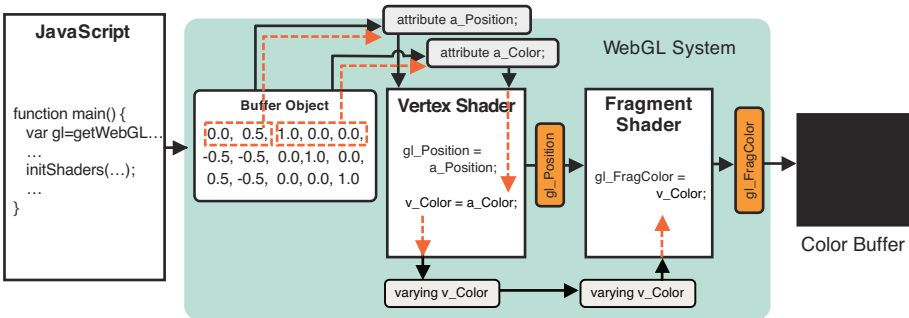 JavaScript
function main() {
var gl=getWebGL…
…
initShaders(…);
…
}
attribute a_Position;
attribute a_Color;
WebGL System
Buffer Object
0.0, 0.5, 1.0, 0.0, 0.0,
-0.5, -0.5, 0.0,1.0, 0.0,
0.5, -0.5, 0.0, 0.0, 1.0
Vertex Shader
gl_Position =
a_Position;
v_Color = a_Color;
gl_Position
Fragment
Shader
gl_FragColor =
v_Color;
gl_FragColor
Color Buffer
varying v_Color
varying v_Color